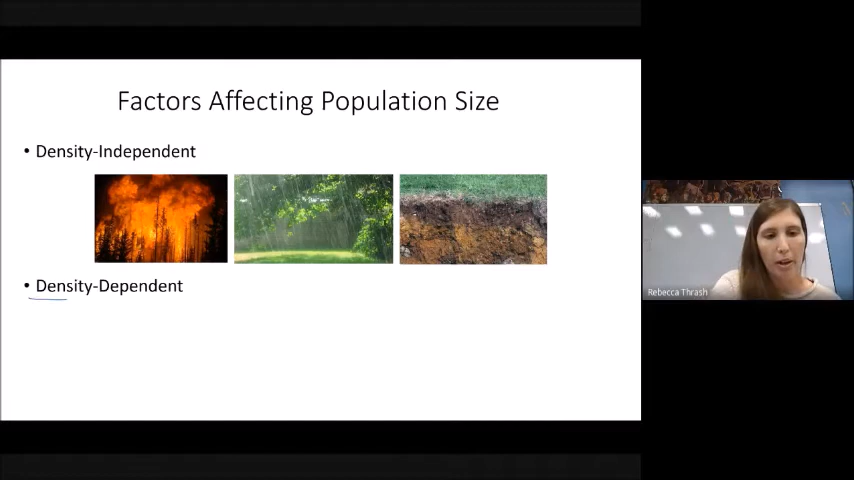 Factors Affecting Population Size
• Density-Independent
• Density-Dependent
Rebecca Thrash